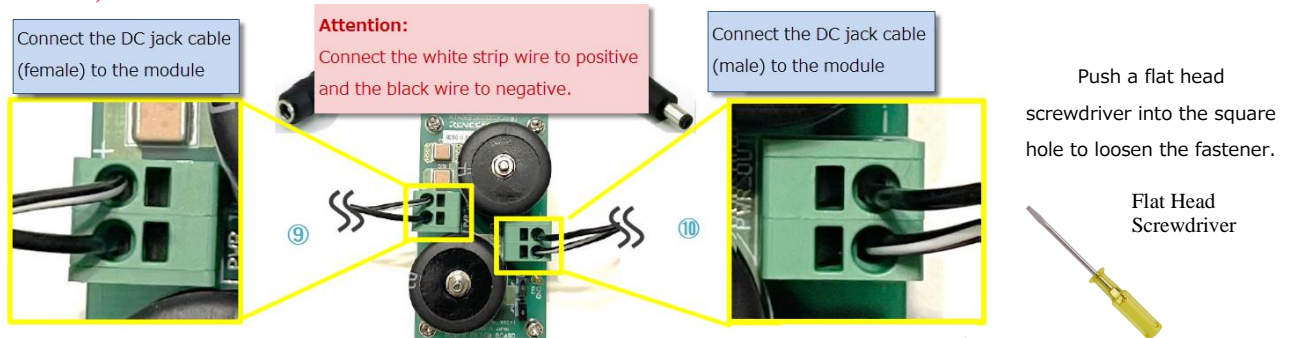 Connect the DC jack cable
(female) to the module
Attention:
Connect the white strip wire to positive
and the black wire to negative.
Connect the DC jack cable
(male) to the module
Push a flat head
screwdriver into the square
hole to loosen the fastener.
Flat Head
Screwdriver
⑨
⑩
RENESAS